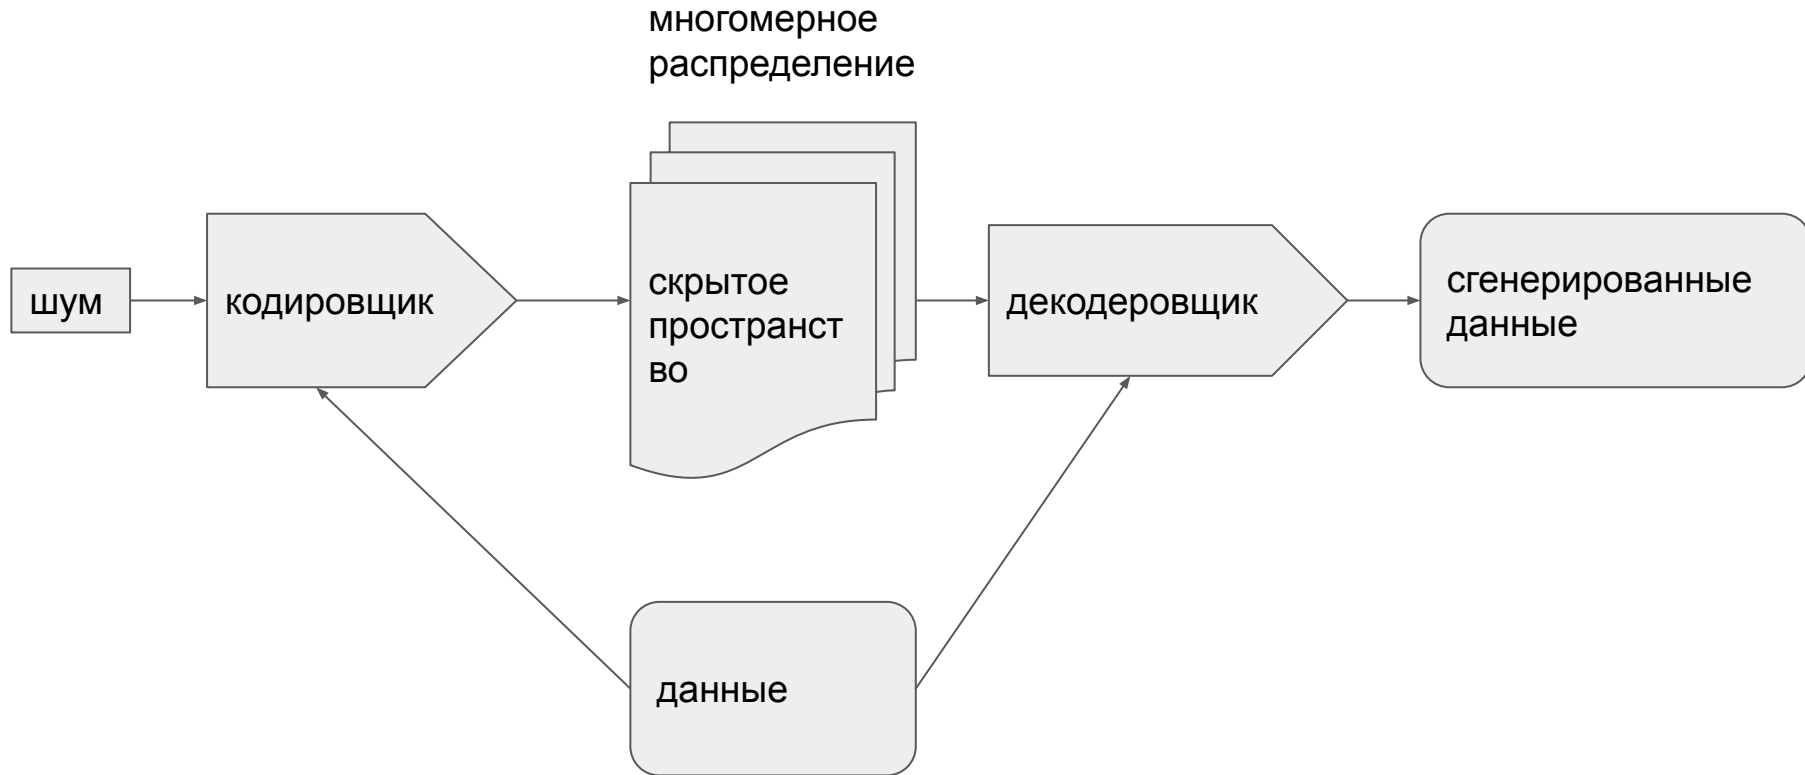 многомерное
распределение
шум
кодировщик
скрытое
пространст
во
декодеровщик
сгенерированные
данные
данные